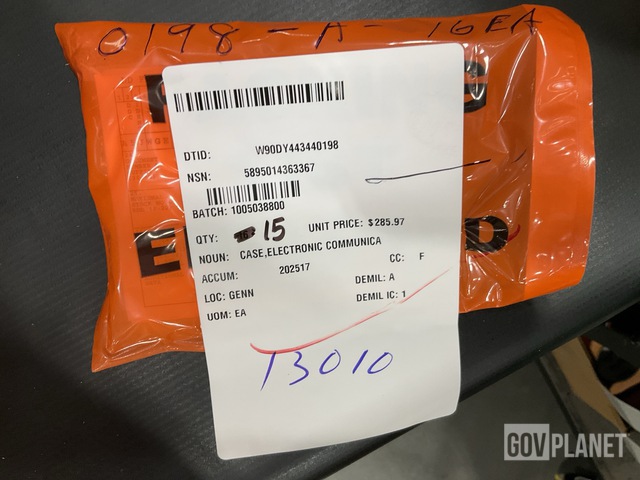 0198 - A - 16EA
DTID: W90DY443440198
NSN: 5895014363367
BATCH: 1005038800
QTY: 15 UNIT PRICE: $285.97
NOUN: CASE,ELECTRONIC COMMUNICA
ACCUM: 202517 CC: F
LOC: GENN DEMIL: A
UOM: EA DEMIL IC: 1
13010
GOVPLANET